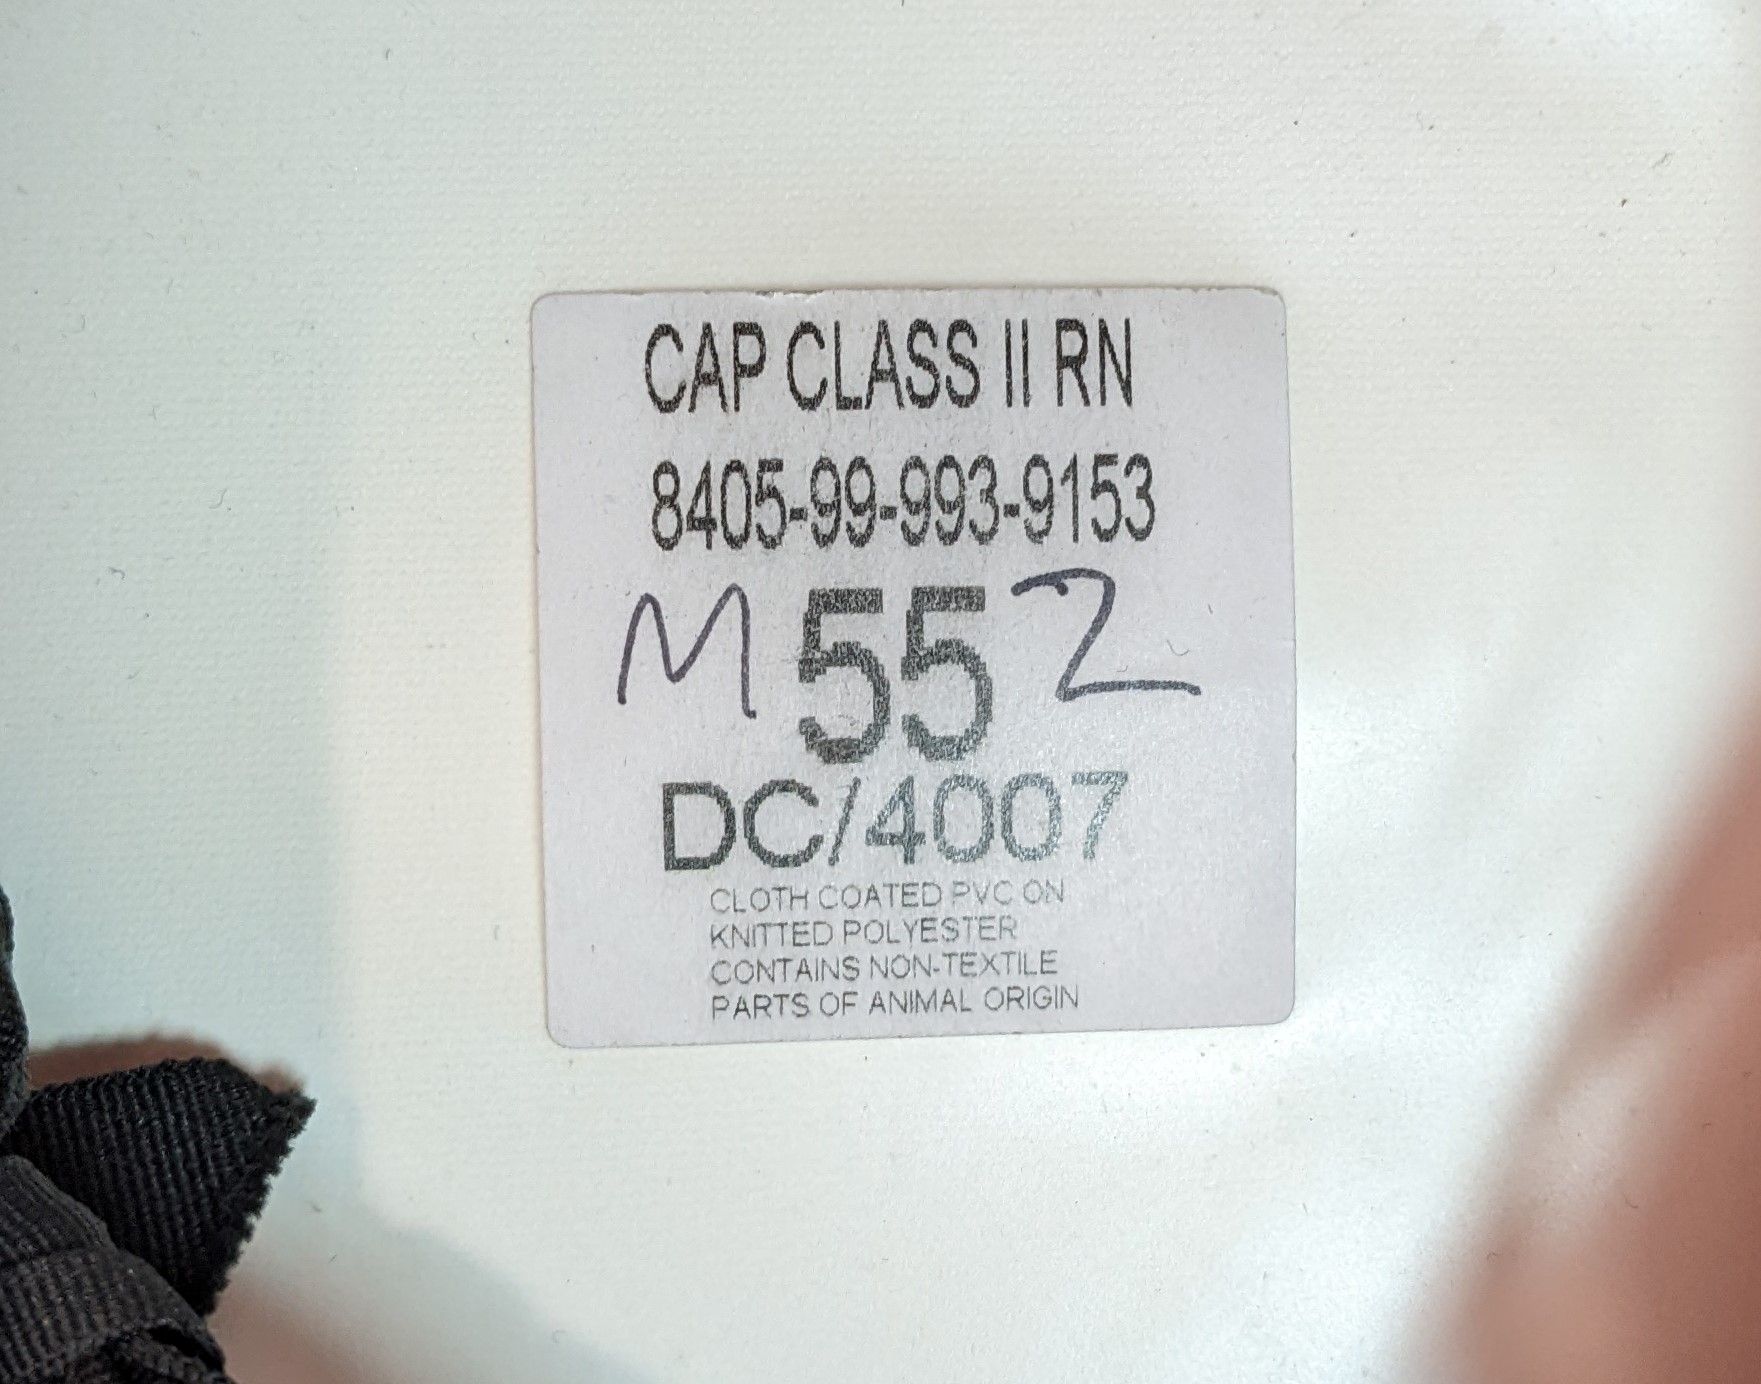 CAP CLASS II RN
8405-99-993-9153
M 55 2
DC/4007
CLOTH COATED PVC ON
KNITTED POLYESTER
CONTAINS NON-TEXTILE
PARTS OF ANIMAL ORIGIN